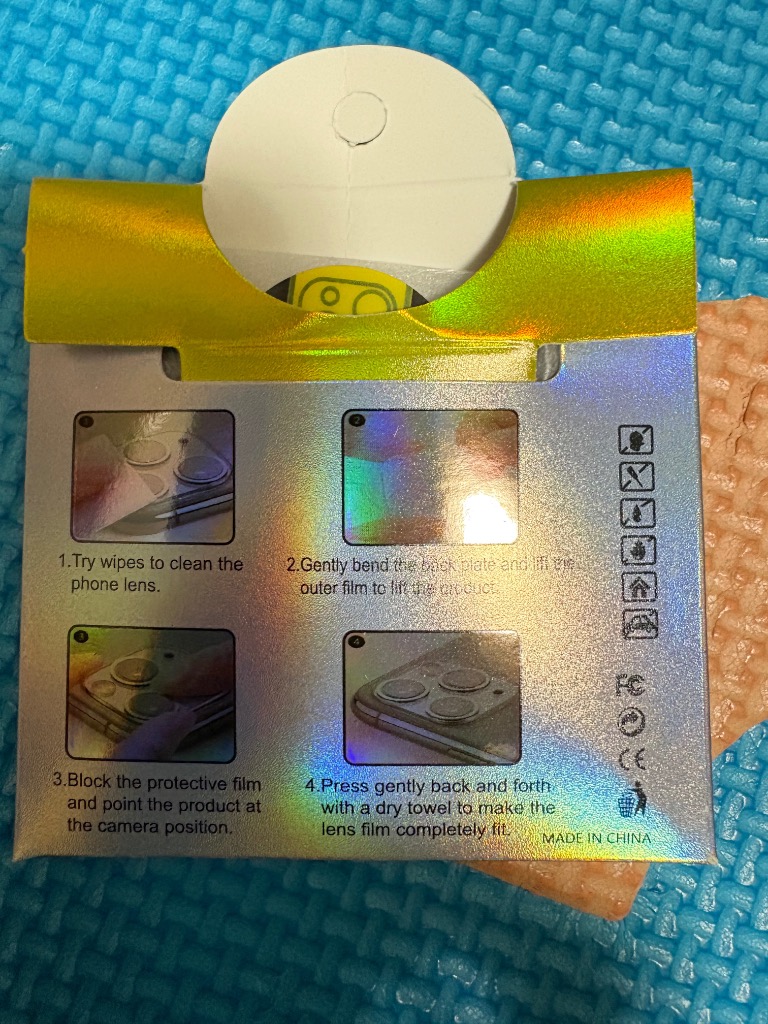 1.Try wipes to clean the
phone lens.
2.Gently bend the back plate and lift the
outer film to lift the product.
3.Block the protective film
and point the product at
the camera position.
4.Press gently back and forth
with a dry towel to make the
lens film completely fit.
FC
CE
MADE IN CHINA